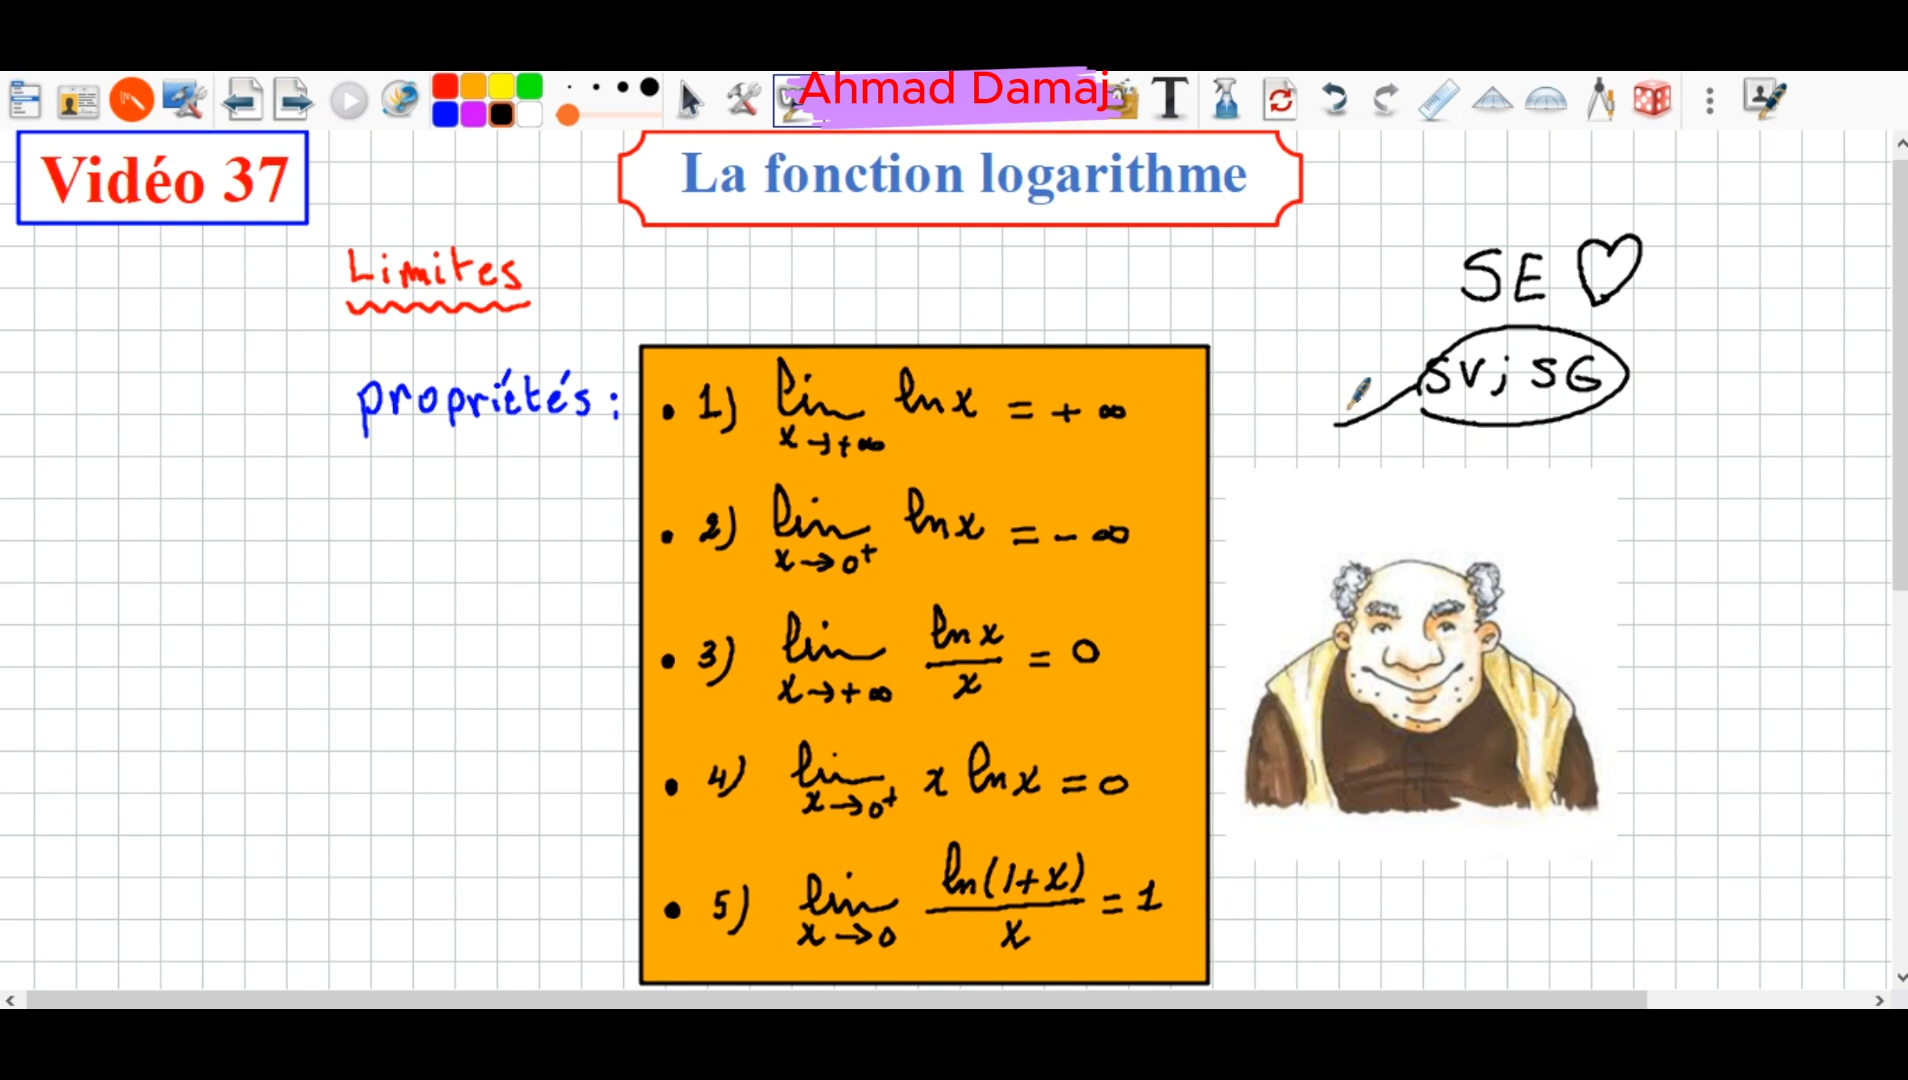 Ahmad Damaj
T
Vidéo 37
La fonction logarithme
Limites
SE ♡
propriétés :
SV; SG
• 1) lim ln x = +∞
x→+∞
• 2) lim ln x = -∞
x→0⁺
• 3) lim ln x / x = 0
x→+∞
• 4) lim x ln x = 0
x→0⁺
• 5) lim ln(1+x) / x = 1
x→0